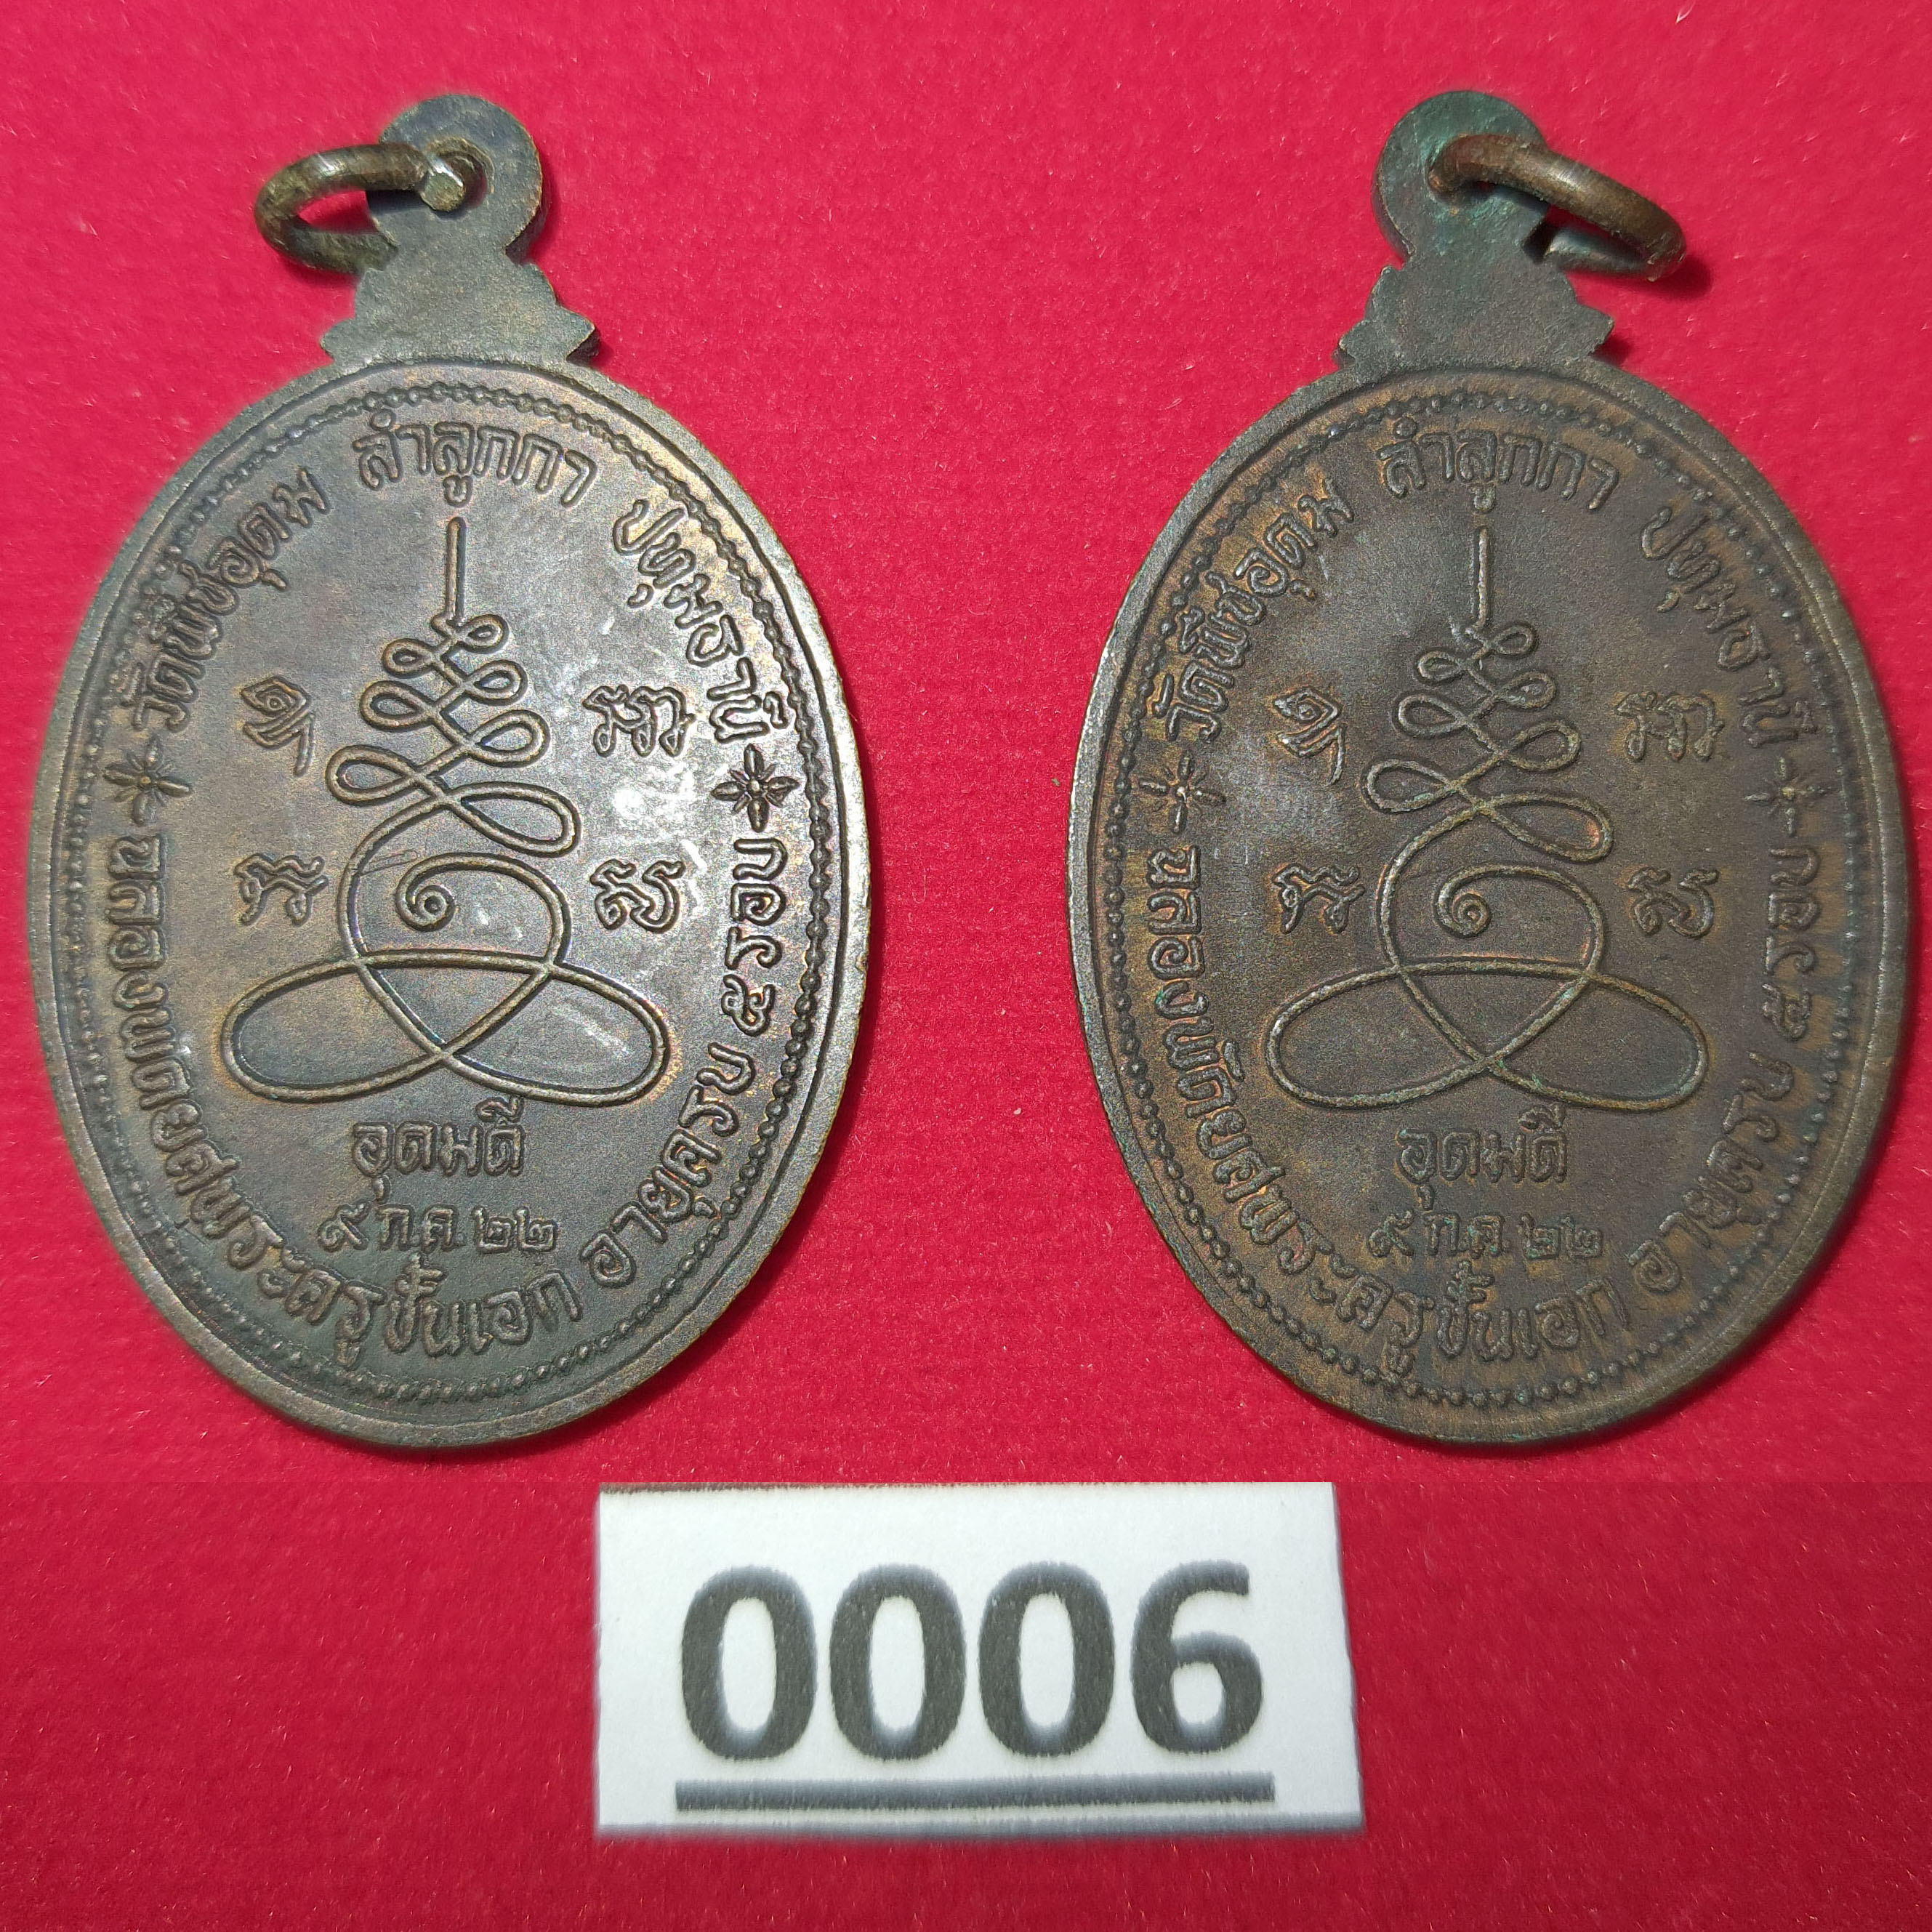 วัดพืชอุดม ลำลูกกา ปทุมธานี
ฉลองพัดยศพระครูชั้นเอก อายุครบ ๕ รอบ
อุดมดี
๙ ก.ค. ๒๒
วัดพืชอุดม ลำลูกกา ปทุมธานี
ฉลองพัดยศพระครูชั้นเอก อายุครบ ๕ รอบ
อุดมดี
๙ ก.ค. ๒๒
0006